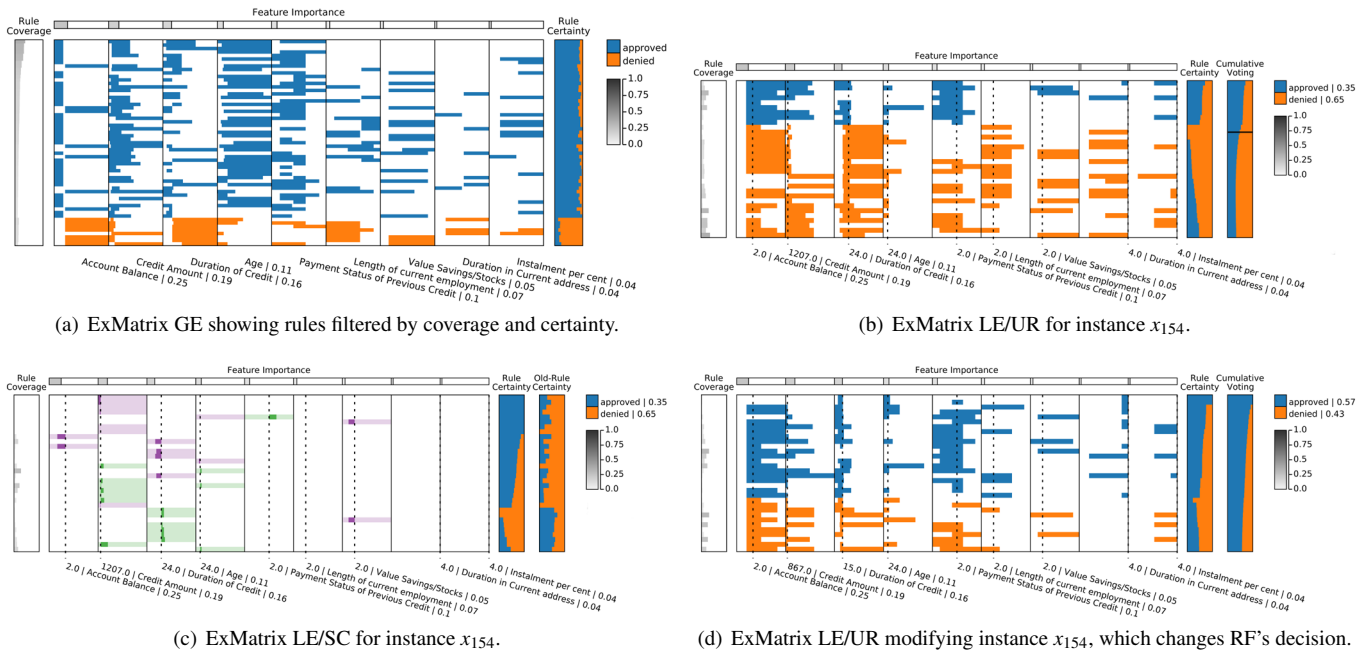 Feature Importance
Rule
Coverage
Rule
Certainty
approved
denied
1.0
0.75
0.5
0.25
0.0
Account Balance | 0.25
Credit Amount | 0.19
Duration of Credit | 0.16
Age | 0.11
Payment Status of Previous Credit | 0.1
Length of current employment | 0.07
Value Savings/Stocks | 0.05
Duration in Current address | 0.04
Instalment per cent | 0.04
(a) ExMatrix GE showing rules filtered by coverage and certainty.
Feature Importance
Rule
Coverage
Rule
Certainty
Cumulative
Voting
approved | 0.35
denied | 0.65
1.0
0.75
0.50
0.25
0.0
2.0 | Account Balance | 0.25
1207.0 | Credit Amount | 0.19
24.0 | Duration of Credit | 0.16
24.0 | Age | 0.11
2.0 | Payment Status of Previous Credit | 0.1
2.0 | Length of current employment | 0.07
2.0 | Value Savings/Stocks | 0.05
4.0 | Duration in Current address | 0.04
4.0 | Instalment per cent | 0.04
(b) ExMatrix LE/UR for instance x154.
Feature Importance
Rule
Coverage
Rule
Certainty
Old-Rule
Certainty
approved | 0.35
denied | 0.65
1.0
0.75
0.50
0.25
0.0
2.0 | Account Balance | 0.25
1207.0 | Credit Amount | 0.19
24.0 | Duration of Credit | 0.16
24.0 | Age | 0.11
2.0 | Payment Status of Previous Credit | 0.1
2.0 | Length of current employment | 0.07
2.0 | Value Savings/Stocks | 0.05
4.0 | Duration in Current address | 0.04
4.0 | Instalment per cent | 0.04
(c) ExMatrix LE/SC for instance x154.
Feature Importance
Rule
Coverage
Rule
Certainty
Cumulative
Voting
approved | 0.57
denied | 0.43
1.0
0.75
0.50
0.25
0.0
2.0 | Account Balance | 0.25
867.0 | Credit Amount | 0.19
15.0 | Duration of Credit | 0.16
24.0 | Age | 0.11
2.0 | Payment Status of Previous Credit | 0.1
2.0 | Length of current employment | 0.07
2.0 | Value Savings/Stocks | 0.05
4.0 | Duration in Current address | 0.04
4.0 | Instalment per cent | 0.04
(d) ExMatrix LE/UR modifying instance x154, which changes RF's decision.